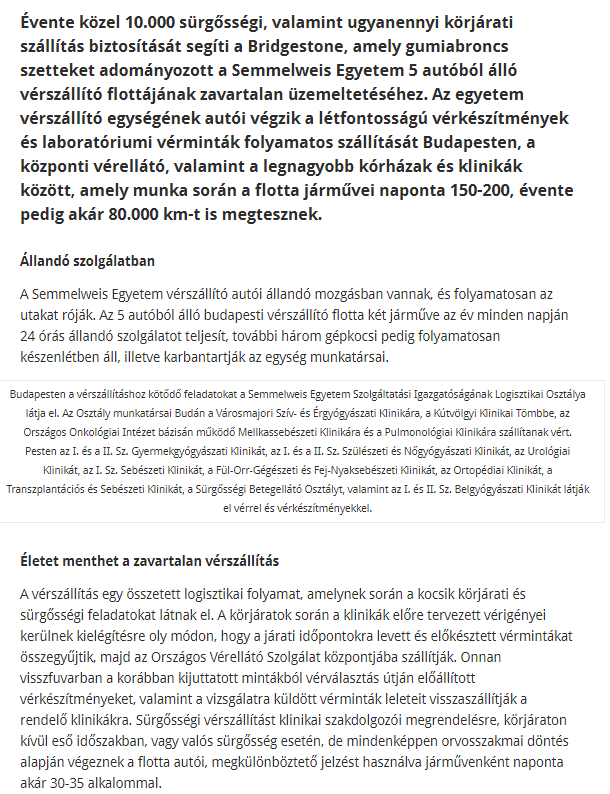 Évente közel 10.000 sürgősségi, valamint ugyanennyi körjárati
szállítás biztosítását segíti a Bridgestone, amely gumiabroncs
szetteket adományozott a Semmelweis Egyetem 5 autóból álló
vérszállító flottájának zavartalan üzemeltetéséhez. Az egyetem
vérszállító egységének autói végzik a létfontosságú vérkészítmények
és laboratóriumi vérminták folyamatos szállítását Budapesten, a
központi vérellátó, valamint a legnagyobb kórházak és klinikák
között, amely munka során a flotta járművei naponta 150-200, évente
pedig akár 80.000 km-t is megtesznek.
Állandó szolgálatban
A Semmelweis Egyetem vérszállító autói állandó mozgásban vannak, és folyamatosan az
utakat róják. Az 5 autóból álló budapesti vérszállító flotta két járműve az év minden napján
24 órás állandó szolgálatot teljesít, további három gépkocsi pedig folyamatosan
készenlétben áll, illetve karbantartják az egység munkatársai.
Budapesten a vérszállításhoz kötődő feladatokat a Semmelweis Egyetem Szolgáltatási Igazgatóságának Logisztikai Osztálya
látja el. Az Osztály munkatársai Budán a Városmajori Szív- és Érgyógyászati Klinikára, a Kútvölgyi Klinikai Tömbbe, az
Országos Onkológiai Intézet bázisán működő Mellkassebészeti Klinikára és a Pulmonológiai Klinikára szállítanak vért.
Pesten az I. és a II. Sz. Gyermekgyógyászati Klinikát, az I. és a II. Sz. Szülészeti és Nőgyógyászati Klinikát, az Urológiai
Klinikát, az I. Sz. Sebészeti Klinikát, a Fül-Orr-Gégészeti és Fej-Nyaksebészeti Klinikát, az Ortopédiai Klinikát, a
Transzplantációs és Sebészeti Klinikát, a Sürgősségi Betegellátó Osztályt, valamint az I. és II. Sz. Belgyógyászati Klinikát látják
el vérrel és vérkészítményekkel.
Életet menthet a zavartalan vérszállítás
A vérszállítás egy összetett logisztikai folyamat, amelynek során a kocsik körjárati és
sürgősségi feladatokat látnak el. A körjáratok során a klinikák előre tervezett vérigényei
kerülnek kielégítésre oly módon, hogy a járati időpontokra levett és előkésztett vérmintákat
összegyűjtik, majd az Országos Vérellátó Szolgálat központjába szállítják. Onnan
visszfuvarban a korábban kijuttatott mintákból vérválasztás útján előállított
vérkészítményeket, valamint a vizsgálatra küldött vérminták leleteit visszaszállítják a
rendelő klinikákra. Sürgősségi vérszállítást klinikai szakdolgozói megrendelésre, körjáraton
kívül eső időszakban, vagy valós sürgősség esetén, de mindenképpen orvosszakmai döntés
alapján végeznek a flotta autói, megkülönböztető jelzést használva járművenként naponta
akár 30-35 alkalommal.